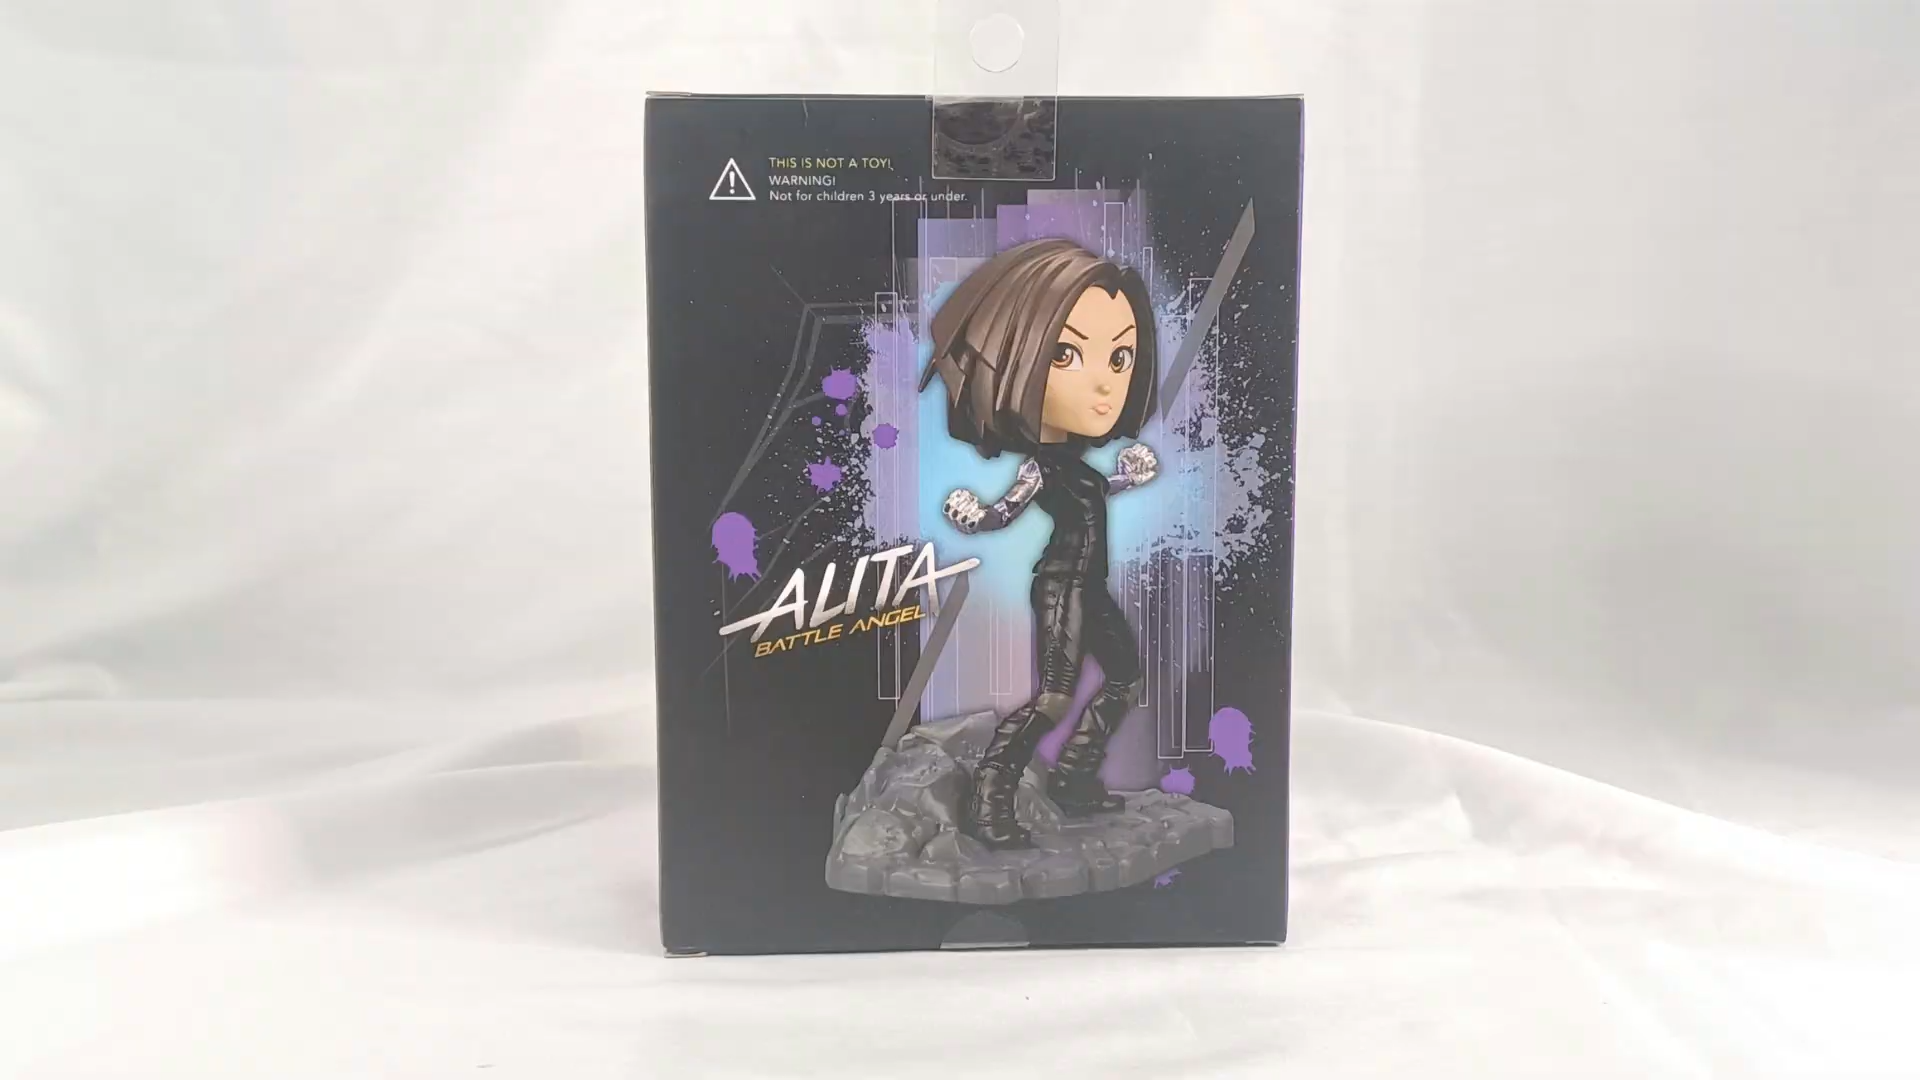 THIS IS NOT A TOY!
WARNING!
Not for children 3 years or under.
ALITA
BATTLE ANGEL